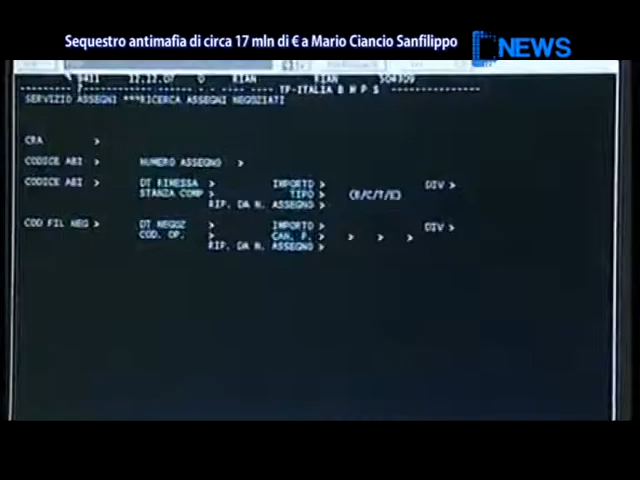 Sequestro antimafia di circa 17 mln di € a Mario Ciancio Sanfilippo
NEWS
TP-ITALIA B M P S
SERVIZIO ASSEGNI ***RICERCA ASSEGNI NEGOZIATI
CRA >
CODICE ABI > NUMERO ASSEGNO >
CODICE ABI > DT RIMESSA > IMPORTO > DIV >
STANZA COMP > TIPO >
RIP. DA N. ASSEGNO >
COD FIL NEG > DT NEGOZ > IMPORTO > DIV >
COD. OP. > CAN. P. > > > >
RIP. DA N. ASSEGNO >